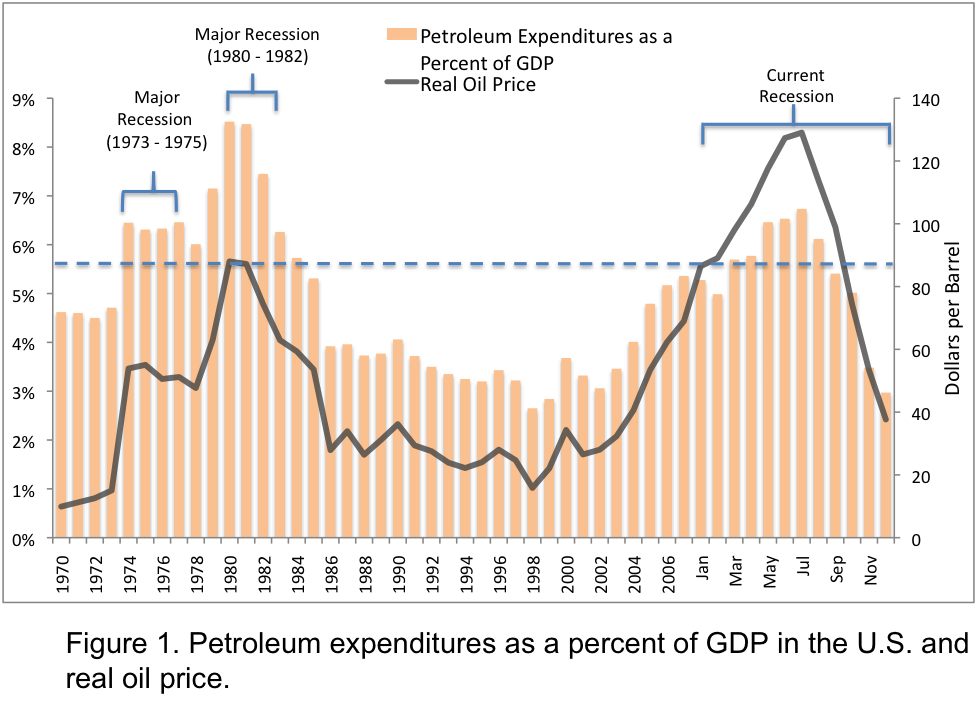 Major Recession
(1980 - 1982)
Petroleum Expenditures as a
Percent of GDP
Real Oil Price
Major
Recession
(1973 - 1975)
Current
Recession
9%
8%
7%
6%
5%
4%
3%
2%
1%
0%
140
120
100
80
60
40
20
0
Dollars per Barrel
1970
1972
1974
1976
1978
1980
1982
1984
1986
1988
1990
1992
1994
1996
1998
2000
2002
2004
2006
Jan
Mar
May
Jul
Sep
Nov
Figure 1. Petroleum expenditures as a percent of GDP in the U.S. and
real oil price.